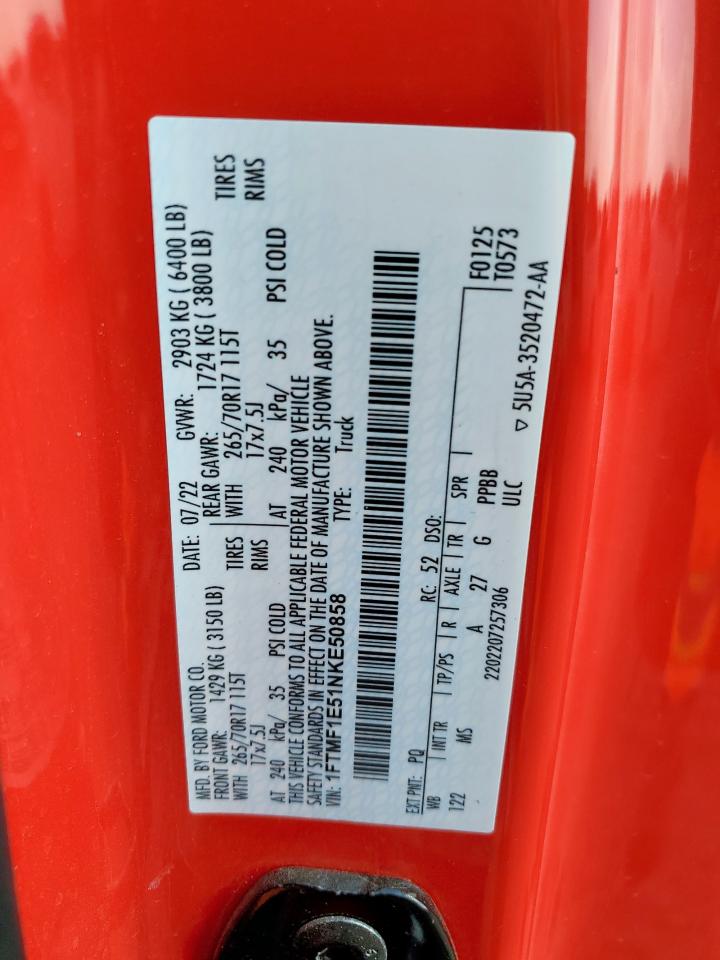 MFD. BY FORD MOTOR CO. DATE: 07/22 GVWR: 2903 KG ( 6400 LB)
FRONT GAWR: 1429 KG ( 3150 LB) REAR GAWR: 1724 KG ( 3800 LB)
WITH 265/70R17 115T TIRES WITH 265/70R17 115T TIRES
17x7.5J RIMS 17x7.5J RIMS
AT 240 kPa/ 35 PSI COLD AT 240 kPa/ 35 PSI COLD
THIS VEHICLE CONFORMS TO ALL APPLICABLE FEDERAL MOTOR VEHICLE
SAFETY STANDARDS IN EFFECT ON THE DATE OF MANUFACTURE SHOWN ABOVE.
VIN: 1FTMF1E51NKE50858 TYPE: Truck
EXT PNT: PQ RC: 52 DSO: F0125
WB INT TR TP/PS R AXLE TR SPR T0573
122 MS A 27 G PPBB
2202207257306 ULC ▽ 5U5A-3520472-AA